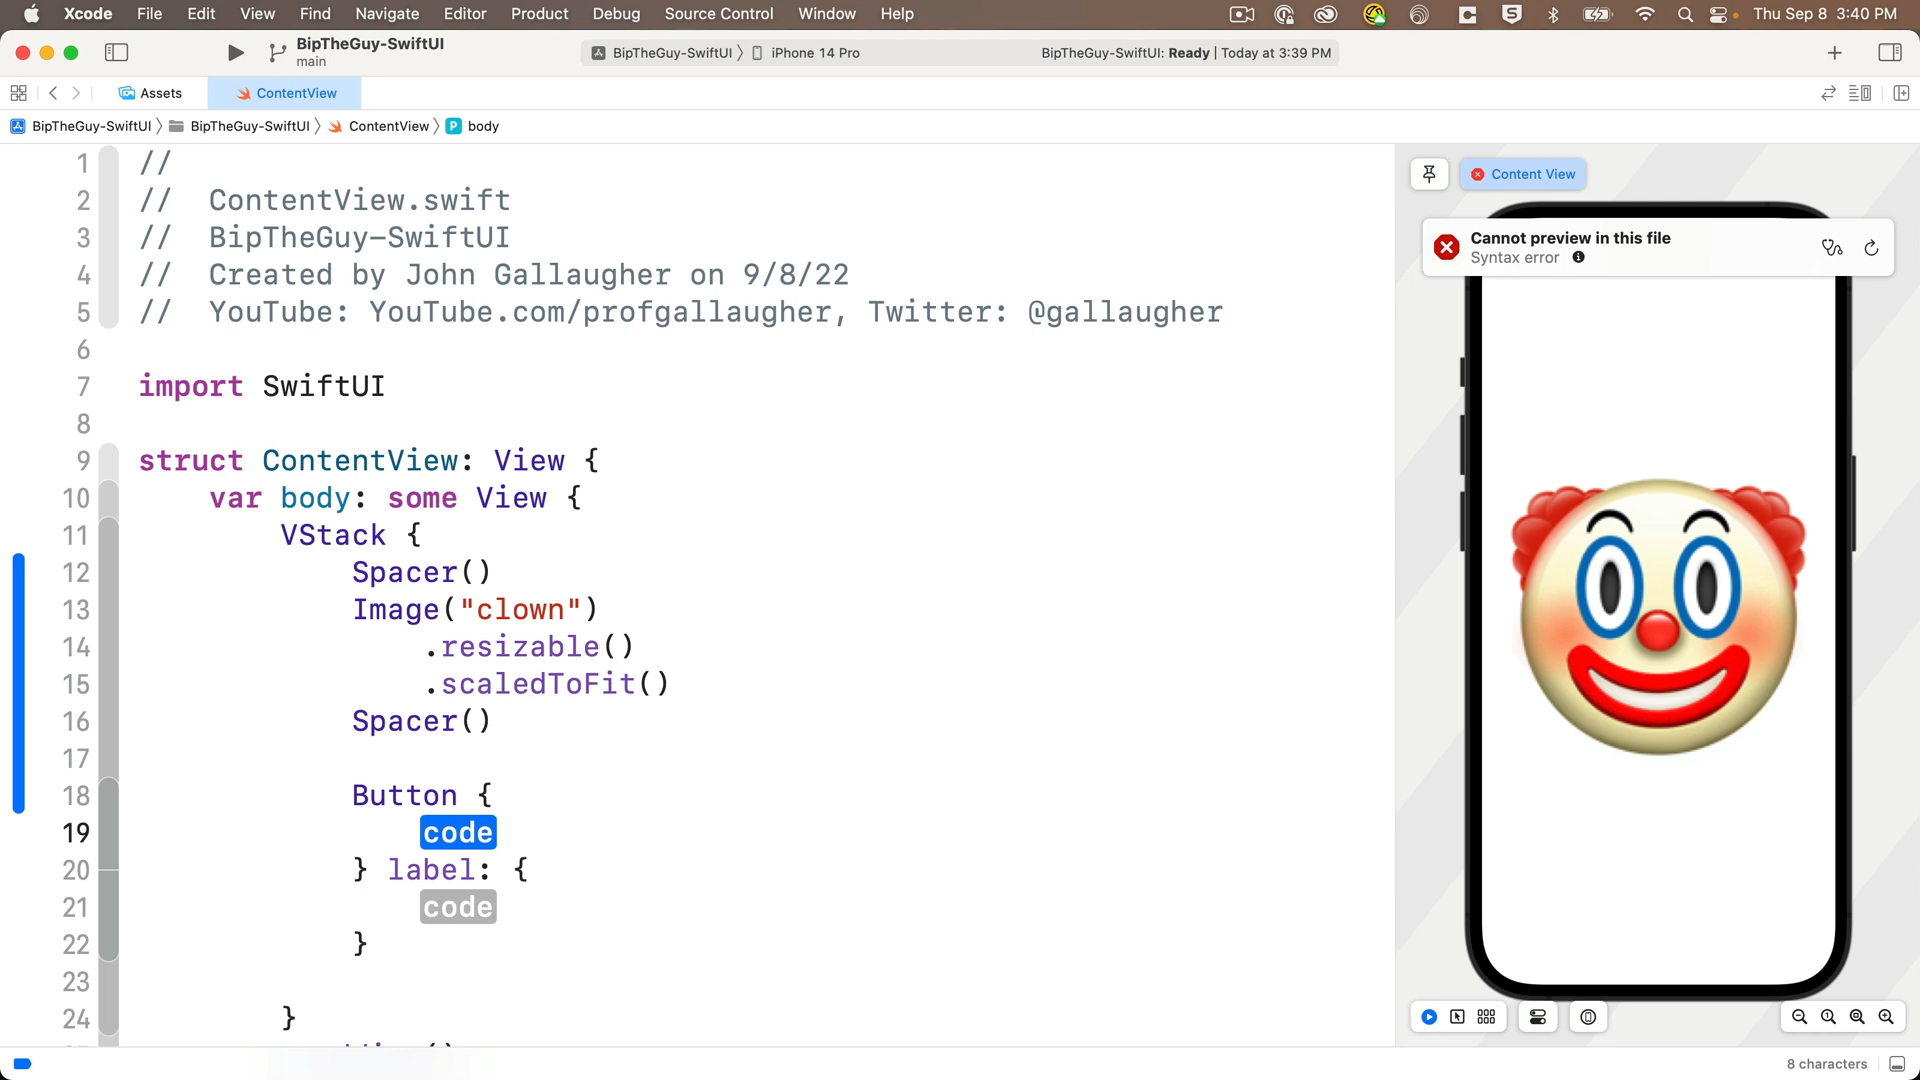 Xcode File Edit View Find Navigate Editor Product Debug Source Control Window Help Thu Sep 8 3:40 PM
BipTheGuy-SwiftUI
main
BipTheGuy-SwiftUI iPhone 14 Pro BipTheGuy-SwiftUI: Ready | Today at 3:39 PM
Assets ContentView
BipTheGuy-SwiftUI BipTheGuy-SwiftUI ContentView P body
1 //
2 // ContentView.swift
3 // BipTheGuy-SwiftUI
4 // Created by John Gallaugher on 9/8/22
5 // YouTube: YouTube.com/profgallaugher, Twitter: @gallaugher
6
7 import SwiftUI
8
9 struct ContentView: View {
10 var body: some View {
11 VStack {
12 Spacer()
13 Image("clown")
14 .resizable()
15 .scaledToFit()
16 Spacer()
17
18 Button {
19 code
20 } label: {
21 code
22 }
23
24 }
Content View
Cannot preview in this file
Syntax error
8 characters